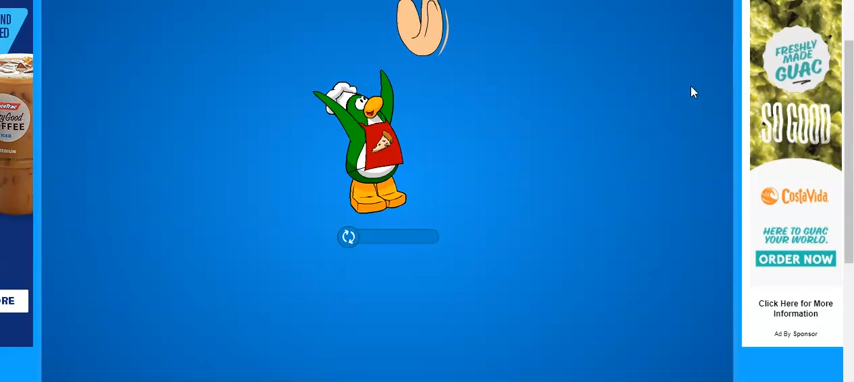 ND
ED
Good
OFFEE
ORE
FRESHLY
MADE
GUAC
SO GOOD
CostaVida
HERE TO GUAC
YOUR WORLD.
ORDER NOW
Click Here for More
Information
Ad By Sponsor